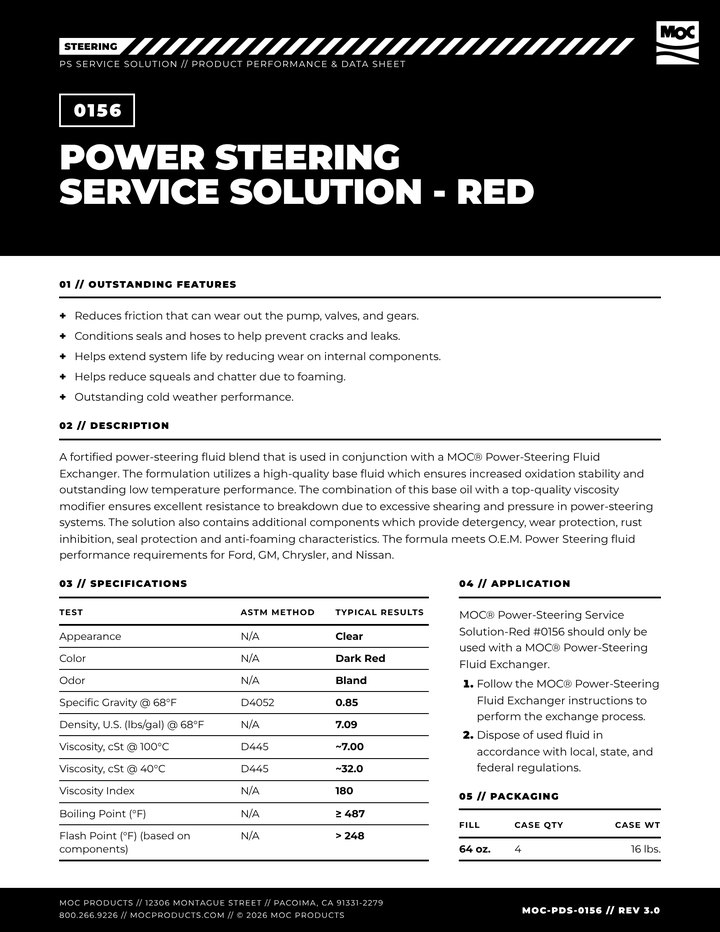 STEERING
MOC
PS SERVICE SOLUTION // PRODUCT PERFORMANCE & DATA SHEET
0156
POWER STEERING
SERVICE SOLUTION - RED
01 // OUTSTANDING FEATURES
+ Reduces friction that can wear out the pump, valves, and gears.
+ Conditions seals and hoses to help prevent cracks and leaks.
+ Helps extend system life by reducing wear on internal components.
+ Helps reduce squeals and chatter due to foaming.
+ Outstanding cold weather performance.
02 // DESCRIPTION
A fortified power-steering fluid blend that is used in conjunction with a MOC® Power-Steering Fluid
Exchanger. The formulation utilizes a high-quality base fluid which ensures increased oxidation stability and
outstanding low temperature performance. The combination of this base oil with a top-quality viscosity
modifier ensures excellent resistance to breakdown due to excessive shearing and pressure in power-steering
systems. The solution also contains additional components which provide detergency, wear protection, rust
inhibition, seal protection and anti-foaming characteristics. The formula meets O.E.M. Power Steering fluid
performance requirements for Ford, GM, Chrysler, and Nissan.
03 // SPECIFICATIONS
TEST ASTM METHOD TYPICAL RESULTS
Appearance N/A Clear
Color N/A Dark Red
Odor N/A Bland
Specific Gravity @ 68°F D4052 0.85
Density, U.S. (lbs/gal) @ 68°F N/A 7.09
Viscosity, cSt @ 100°C D445 ~7.00
Viscosity, cSt @ 40°C D445 ~32.0
Viscosity Index N/A 180
Boiling Point (°F) N/A ≥ 487
Flash Point (°F) (based on N/A > 248
components)
04 // APPLICATION
MOC® Power-Steering Service
Solution-Red #0156 should only be
used with a MOC® Power-Steering
Fluid Exchanger.
1. Follow the MOC® Power-Steering
Fluid Exchanger instructions to
perform the exchange process.
2. Dispose of used fluid in
accordance with local, state, and
federal regulations.
05 // PACKAGING
FILL CASE QTY CASE WT
64 oz. 4 16 lbs.
MOC PRODUCTS // 12306 MONTAGUE STREET // PACOIMA, CA 91331-2279
800.266.9226 // MOCPRODUCTS.COM // © 2026 MOC PRODUCTS
MOC-PDS-0156 // REV 3.0